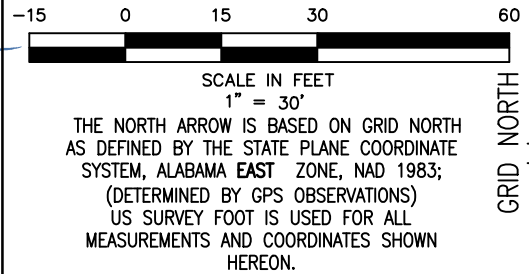 -15 0 15 30 60
SCALE IN FEET
1" = 30'
THE NORTH ARROW IS BASED ON GRID NORTH
AS DEFINED BY THE STATE PLANE COORDINATE
SYSTEM, ALABAMA EAST ZONE, NAD 1983;
(DETERMINED BY GPS OBSERVATIONS)
US SURVEY FOOT IS USED FOR ALL
MEASUREMENTS AND COORDINATES SHOWN
HEREON.
GRID NORTH